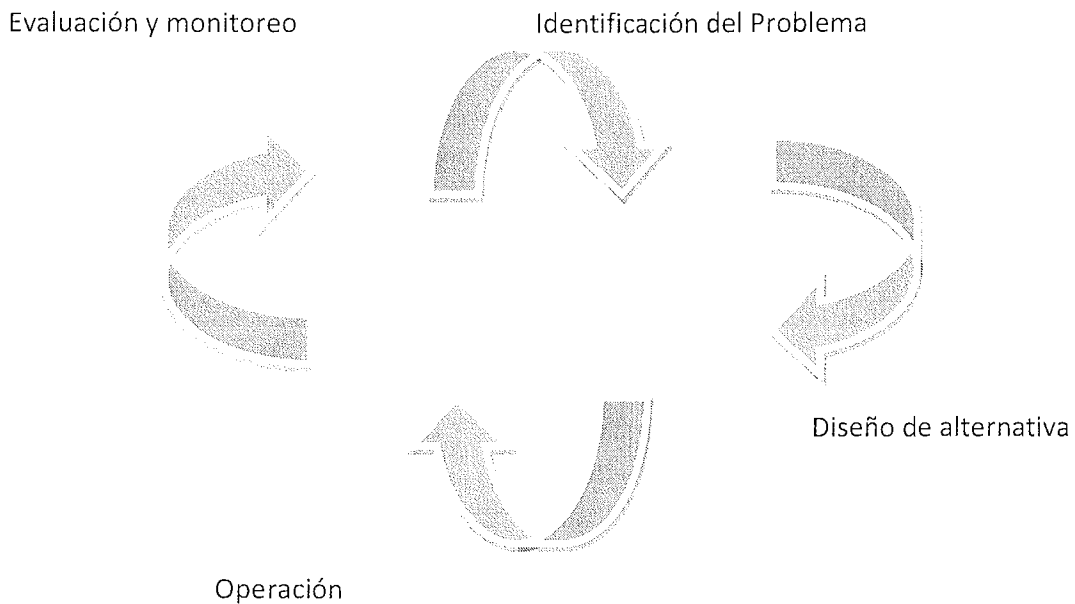 Evaluación y monitoreo
Identificación del Problema
Diseño de alternativa
Operación